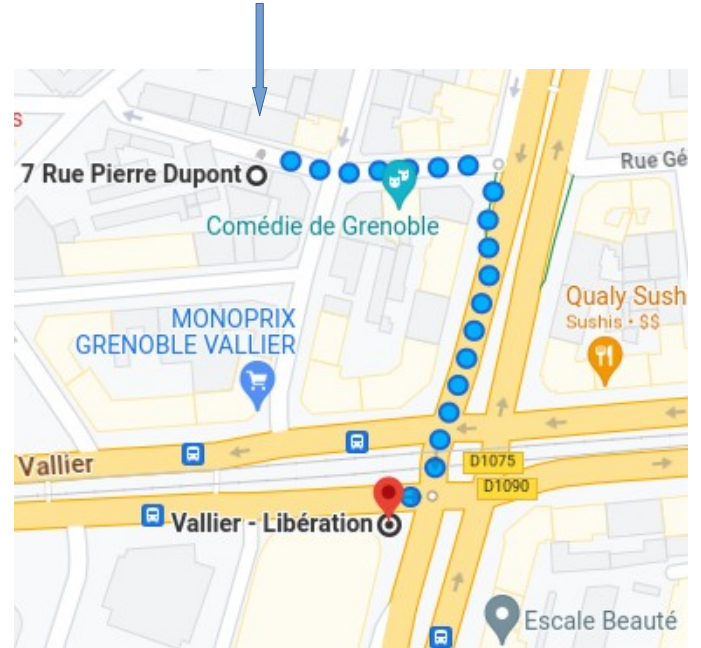 s
Rue Gé
7 Rue Pierre Dupont
Comédie de Grenoble
Qualy Sush
Sushis · $$
MONOPRIX
GRENOBLE VALLIER
Vallier
D1075
D1090
Vallier - Libération
Escale Beauté